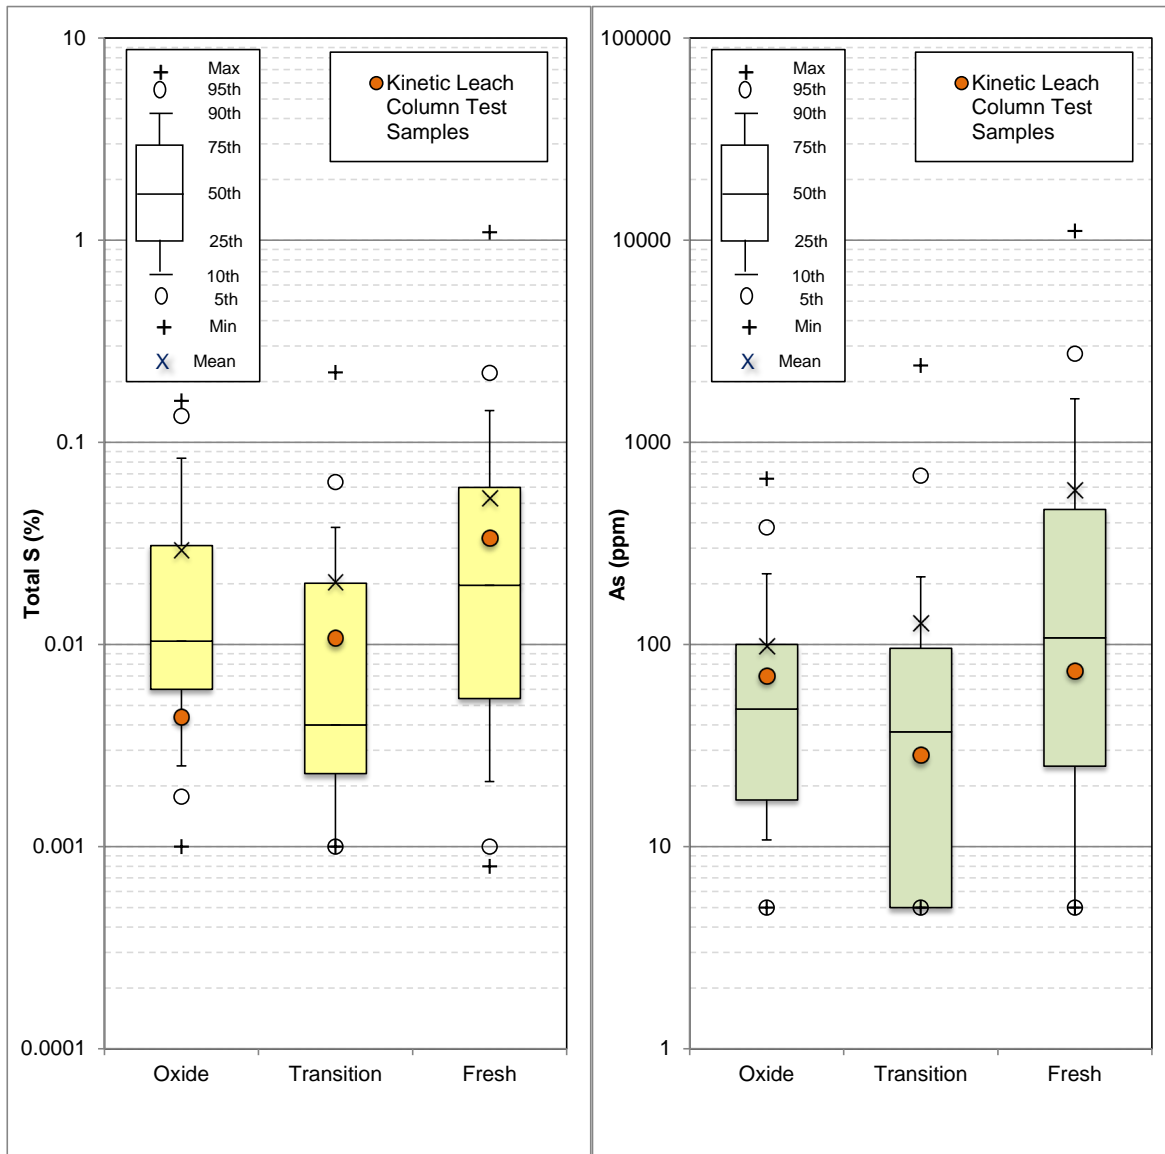 10
1
0.1
0.01
0.001
0.0001
Total S (%)
Max
95th
90th
75th
50th
25th
10th
5th
Min
X Mean
Kinetic Leach
Column Test
Samples
Oxide Transition Fresh
100000
10000
1000
100
10
1
As (ppm)
Max
95th
90th
75th
50th
25th
10th
5th
Min
X Mean
Kinetic Leach
Column Test
Samples
Oxide Transition Fresh